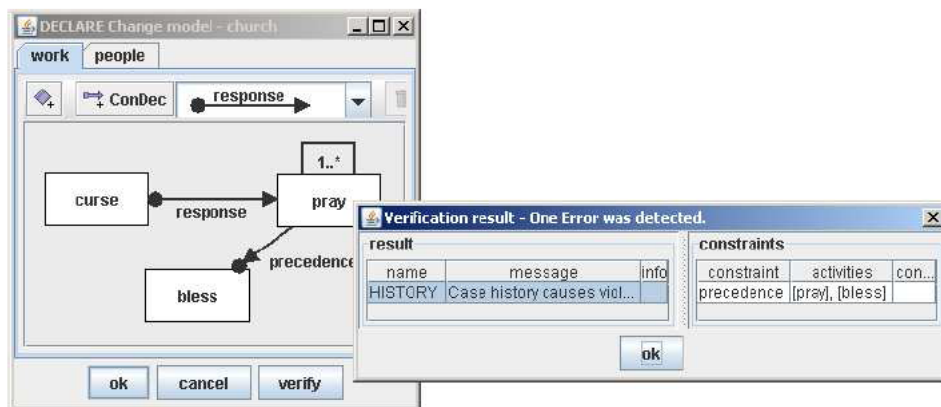 DECLARE Change model - church
work people
ConDec response
1..*
curse
response
pray
precedence
bless
ok cancel verify
Verification result - One Error was detected.
result
name message info
HISTORY Case history causes viol...
constraints
constraint activities con...
precedence [pray], [bless]
ok